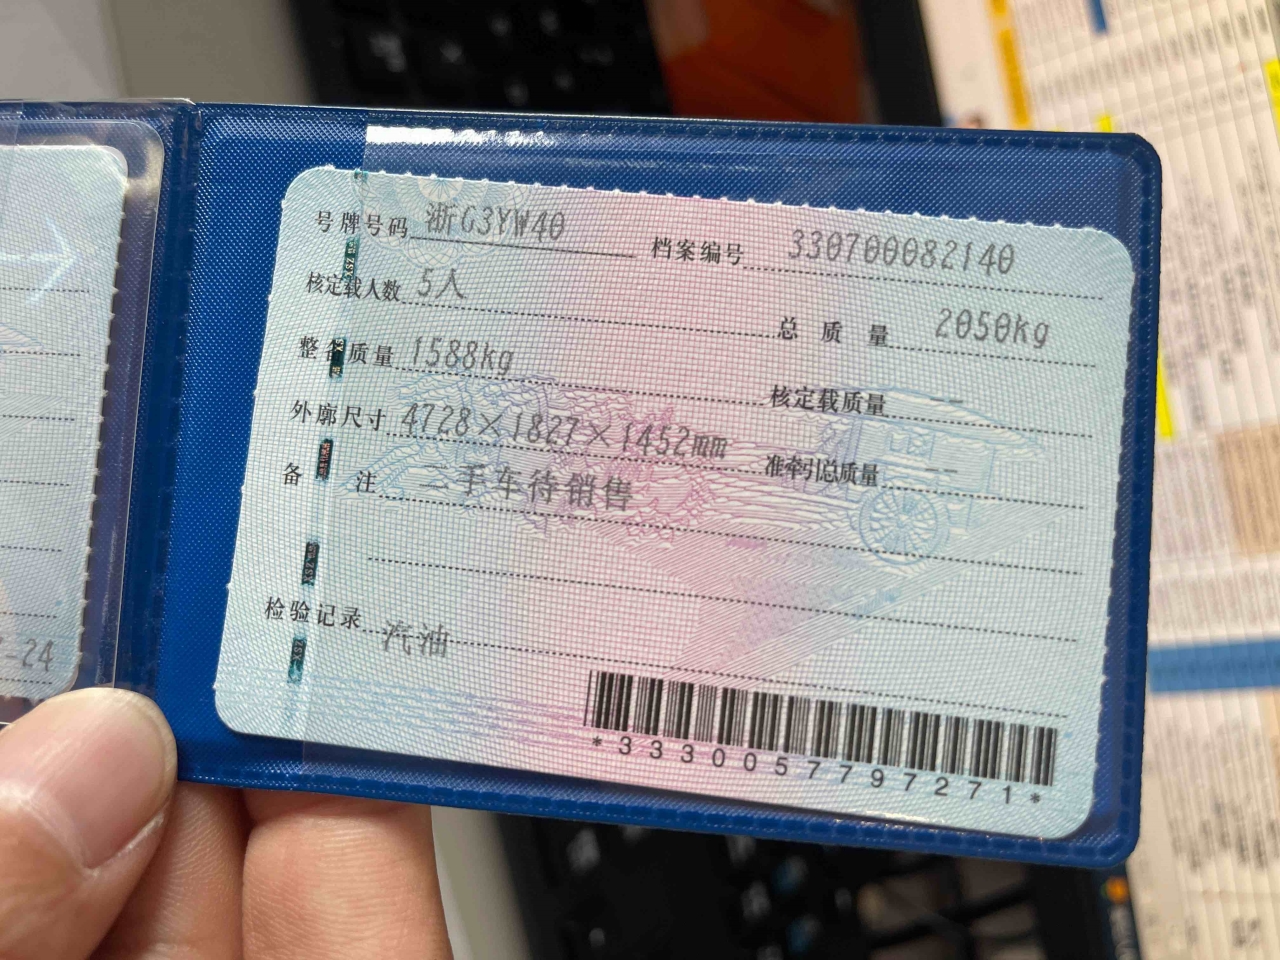 号牌号码 浙G3YW40 档案编号 330700082140
核定载人数 5人 总质量 2050kg
整备质量 1588kg 核定载质量 --
外廓尺寸 4728×1827×1452mm 准牵引总质量 --
备注 二手车待销售
检验记录 汽油
*3330057797271*
-24